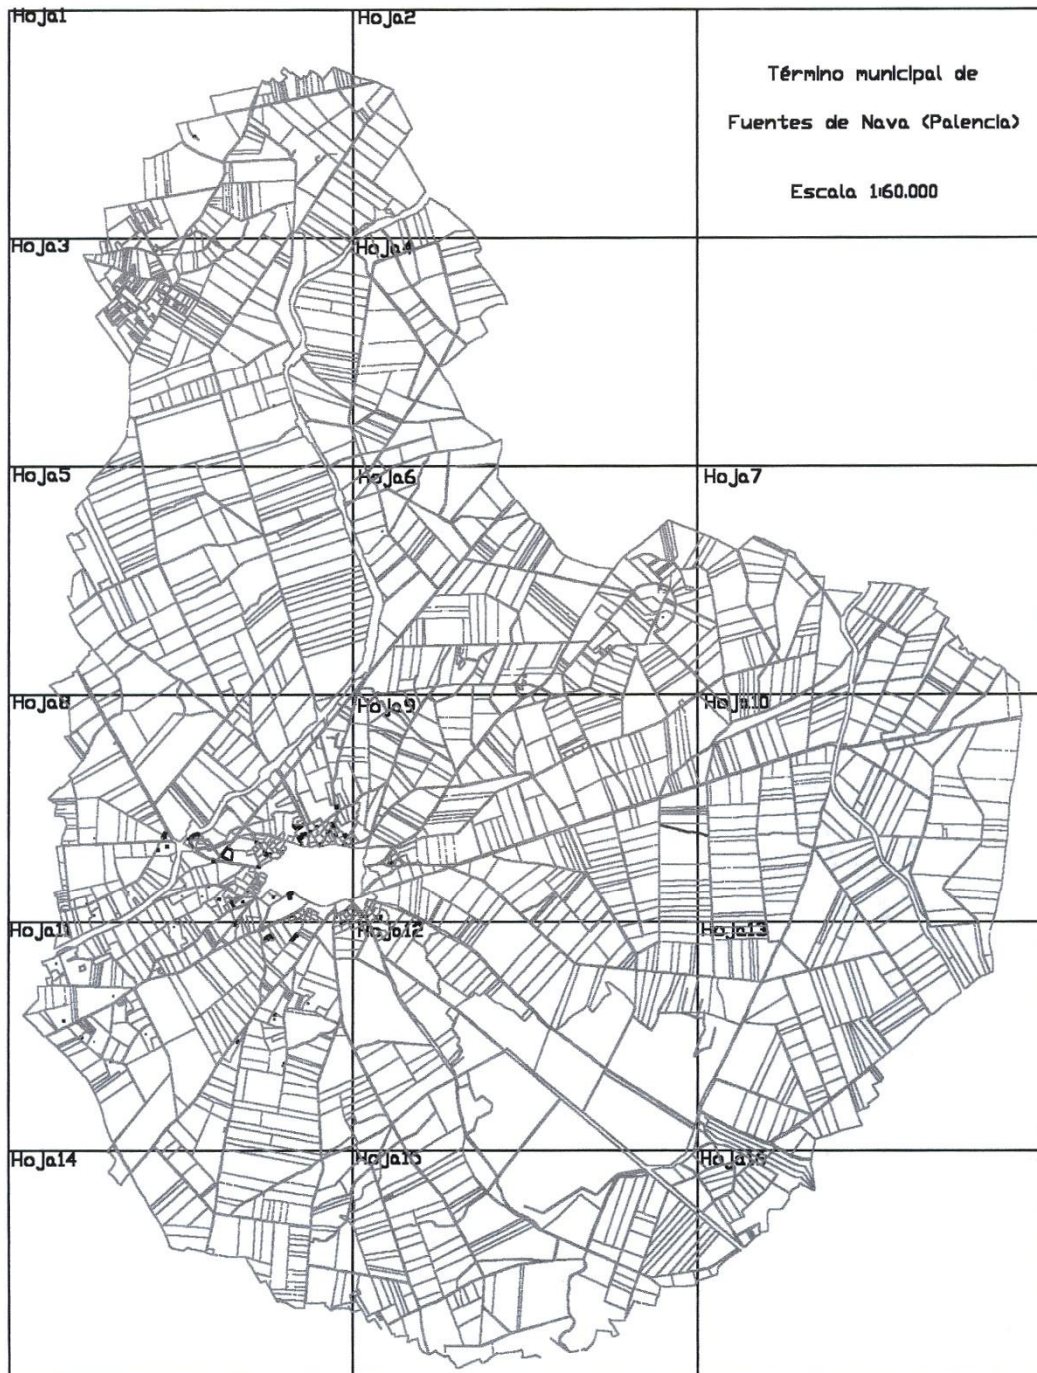 Hoja1
Hoja2
Término municipal de
Fuentes de Nava (Palencia)
Escala 1:60.000
Hoja3
Hoja4
Hoja5
Hoja6
Hoja7
Hoja8
Hoja9
Hoja10
Hoja11
Hoja12
Hoja13
Hoja14
Hoja15
Hoja16